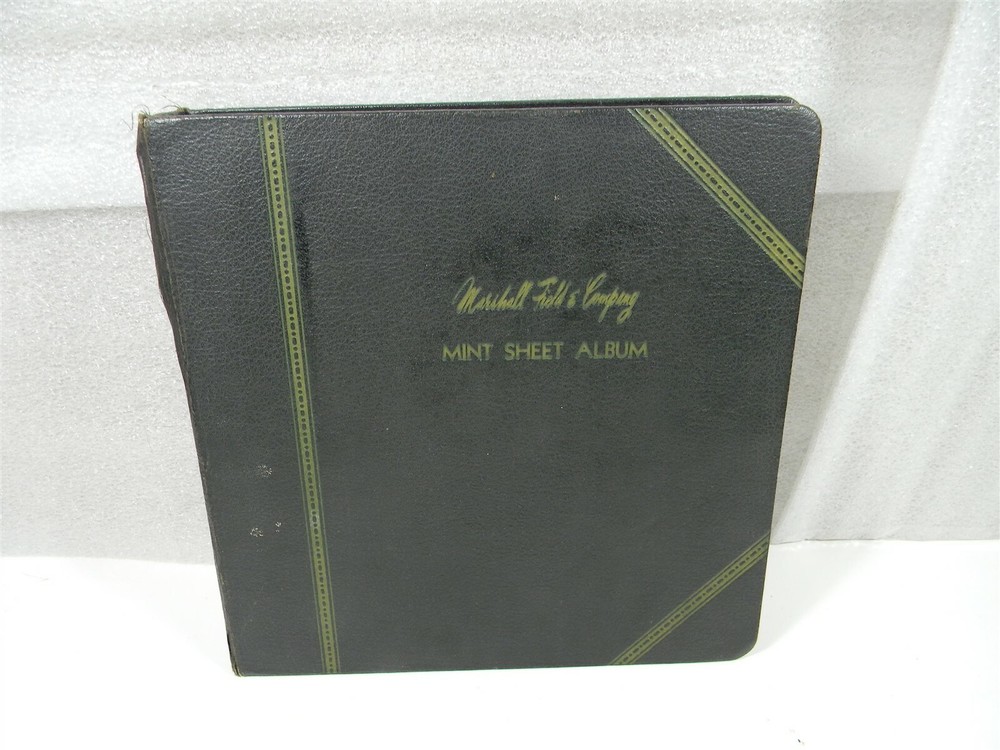 Marshall Field & Company
MINT SHEET ALBUM